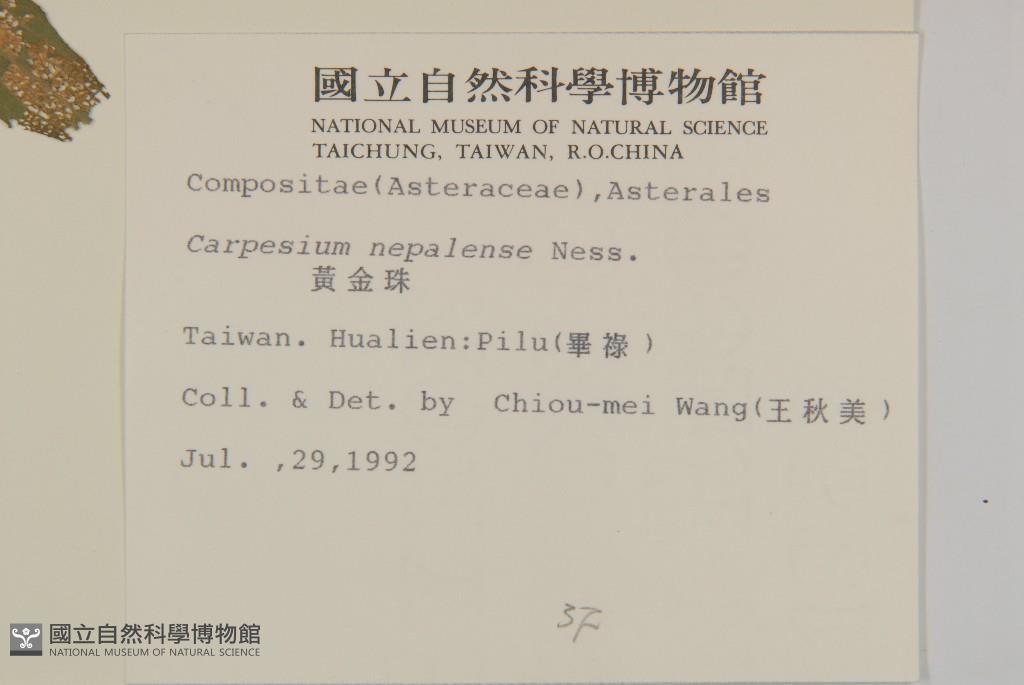 國立自然科學博物館
NATIONAL MUSEUM OF NATURAL SCIENCE
TAICHUNG, TAIWAN, R.O.CHINA
Compositae(Asteraceae),Asterales
Carpesium nepalense Ness.
黃金珠
Taiwan. Hualien:Pilu(畢祿)
Coll. & Det. by Chiou-mei Wang(王秋美)
Jul. ,29,1992
國立自然科學博物館
NATIONAL MUSEUM OF NATURAL SCIENCE